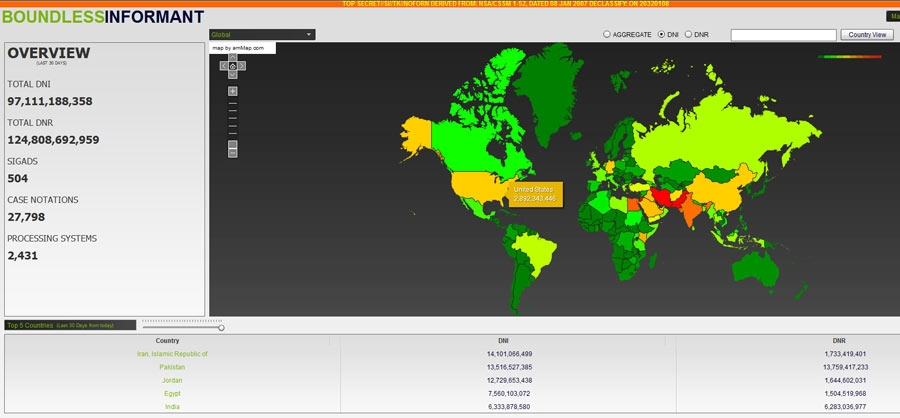 TOP SECRET//SI//TK//NOFORN DERIVED FROM: NSA/CSSM 1-52, DATED 08 JAN 2007 DECLASSIFY: ON 20320108
BOUNDLESSINFORMANT
Global
AGGREGATE DNI DNR
Country View
map by amMap.com
OVERVIEW
(LAST 30 DAYS)
TOTAL DNI
97,111,188,358
TOTAL DNR
124,808,692,959
SIGADS
504
CASE NOTATIONS
27,798
PROCESSING SYSTEMS
2,431
United States
2,892,343,446
Top 5 Countries (Last 30 Days from today)
Country DNI DNR
Iran, Islamic Republic of 14,101,066,499 1,733,419,401
Pakistan 13,516,527,385 13,759,417,233
Jordan 12,729,653,438 1,644,602,031
Egypt 7,560,103,072 1,504,519,968
India 6,333,878,580 6,283,036,977